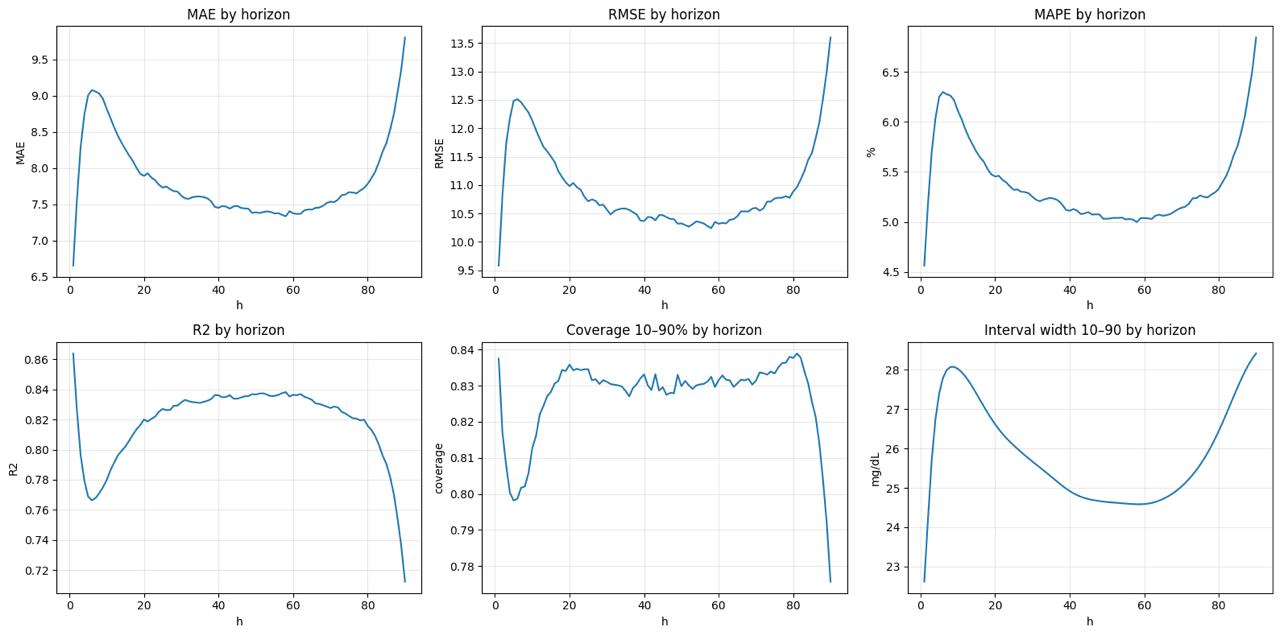 MAE by horizon
MAE
9.5
9.0
8.5
8.0
7.5
7.0
6.5
0 20 40 60 80
h
RMSE by horizon
RMSE
13.5
13.0
12.5
12.0
11.5
11.0
10.5
10.0
9.5
0 20 40 60 80
h
MAPE by horizon
%
6.5
6.0
5.5
5.0
4.5
0 20 40 60 80
h
R2 by horizon
R2
0.86
0.84
0.82
0.80
0.78
0.76
0.74
0.72
0 20 40 60 80
h
Coverage 10–90% by horizon
coverage
0.84
0.83
0.82
0.81
0.80
0.79
0.78
0 20 40 60 80
h
Interval width 10–90 by horizon
mg/dL
28
27
26
25
24
23
0 20 40 60 80
h